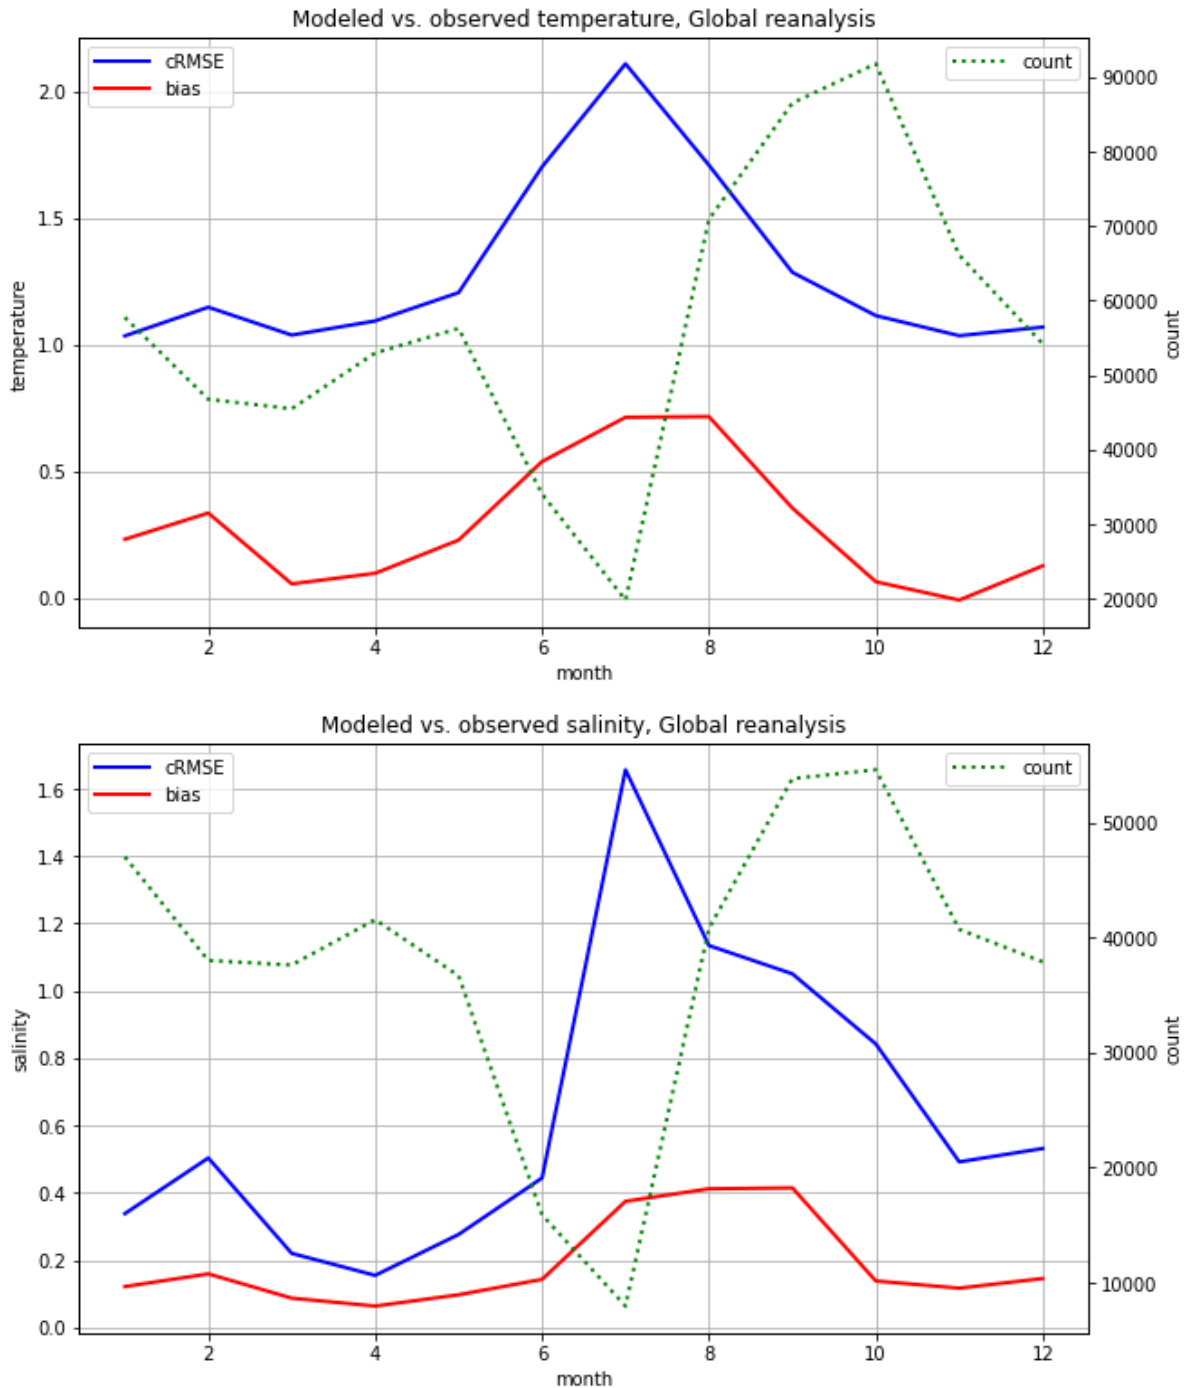 Modeled vs. observed temperature, Global reanalysis
cRMSE
bias
count
2.0
1.5
1.0
0.5
0.0
temperature
90000
80000
70000
60000
50000
40000
30000
20000
count
2 4 6 8 10 12
month
Modeled vs. observed salinity, Global reanalysis
cRMSE
bias
count
1.6
1.4
1.2
1.0
0.8
0.6
0.4
0.2
0.0
salinity
50000
40000
30000
20000
10000
count
2 4 6 8 10 12
month